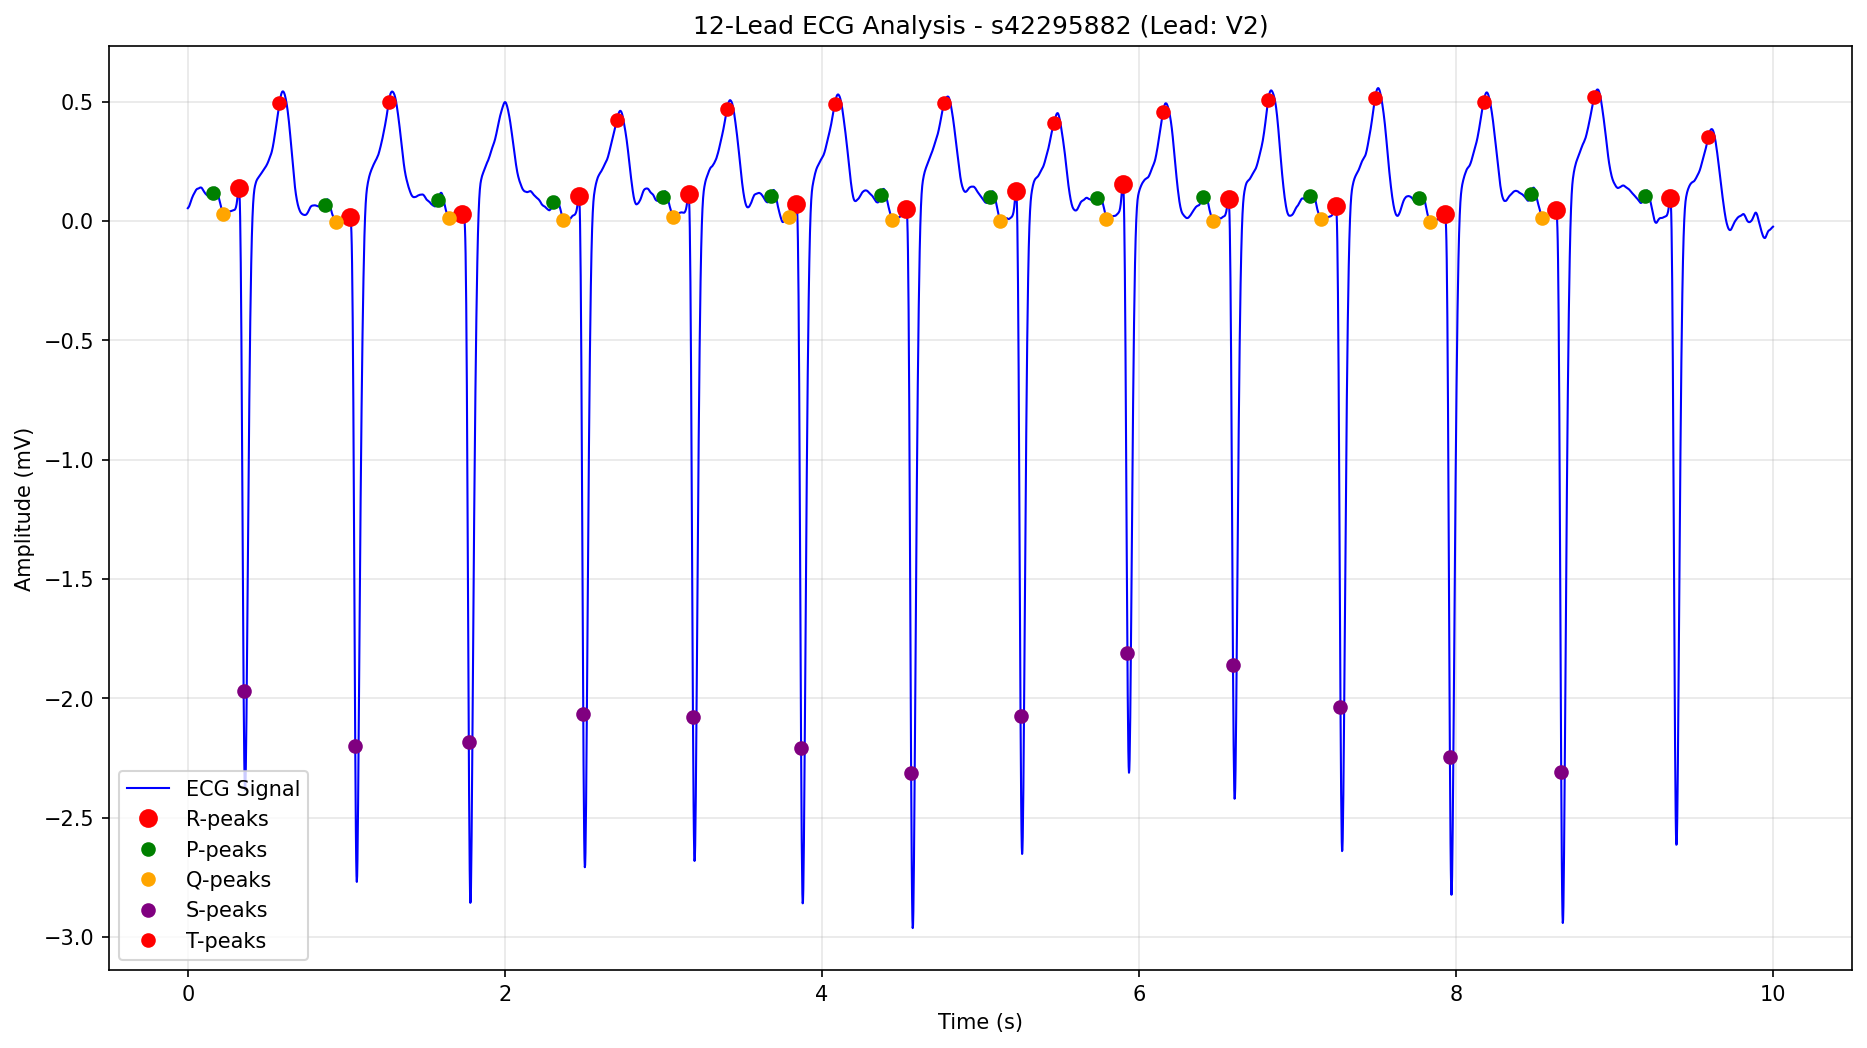 12-Lead ECG Analysis - s42295882 (Lead: V2)
Amplitude (mV)
0.5
0.0
−0.5
−1.0
−1.5
−2.0
−2.5
−3.0
ECG Signal
R-peaks
P-peaks
Q-peaks
S-peaks
T-peaks
0 2 4 6 8 10
Time (s)